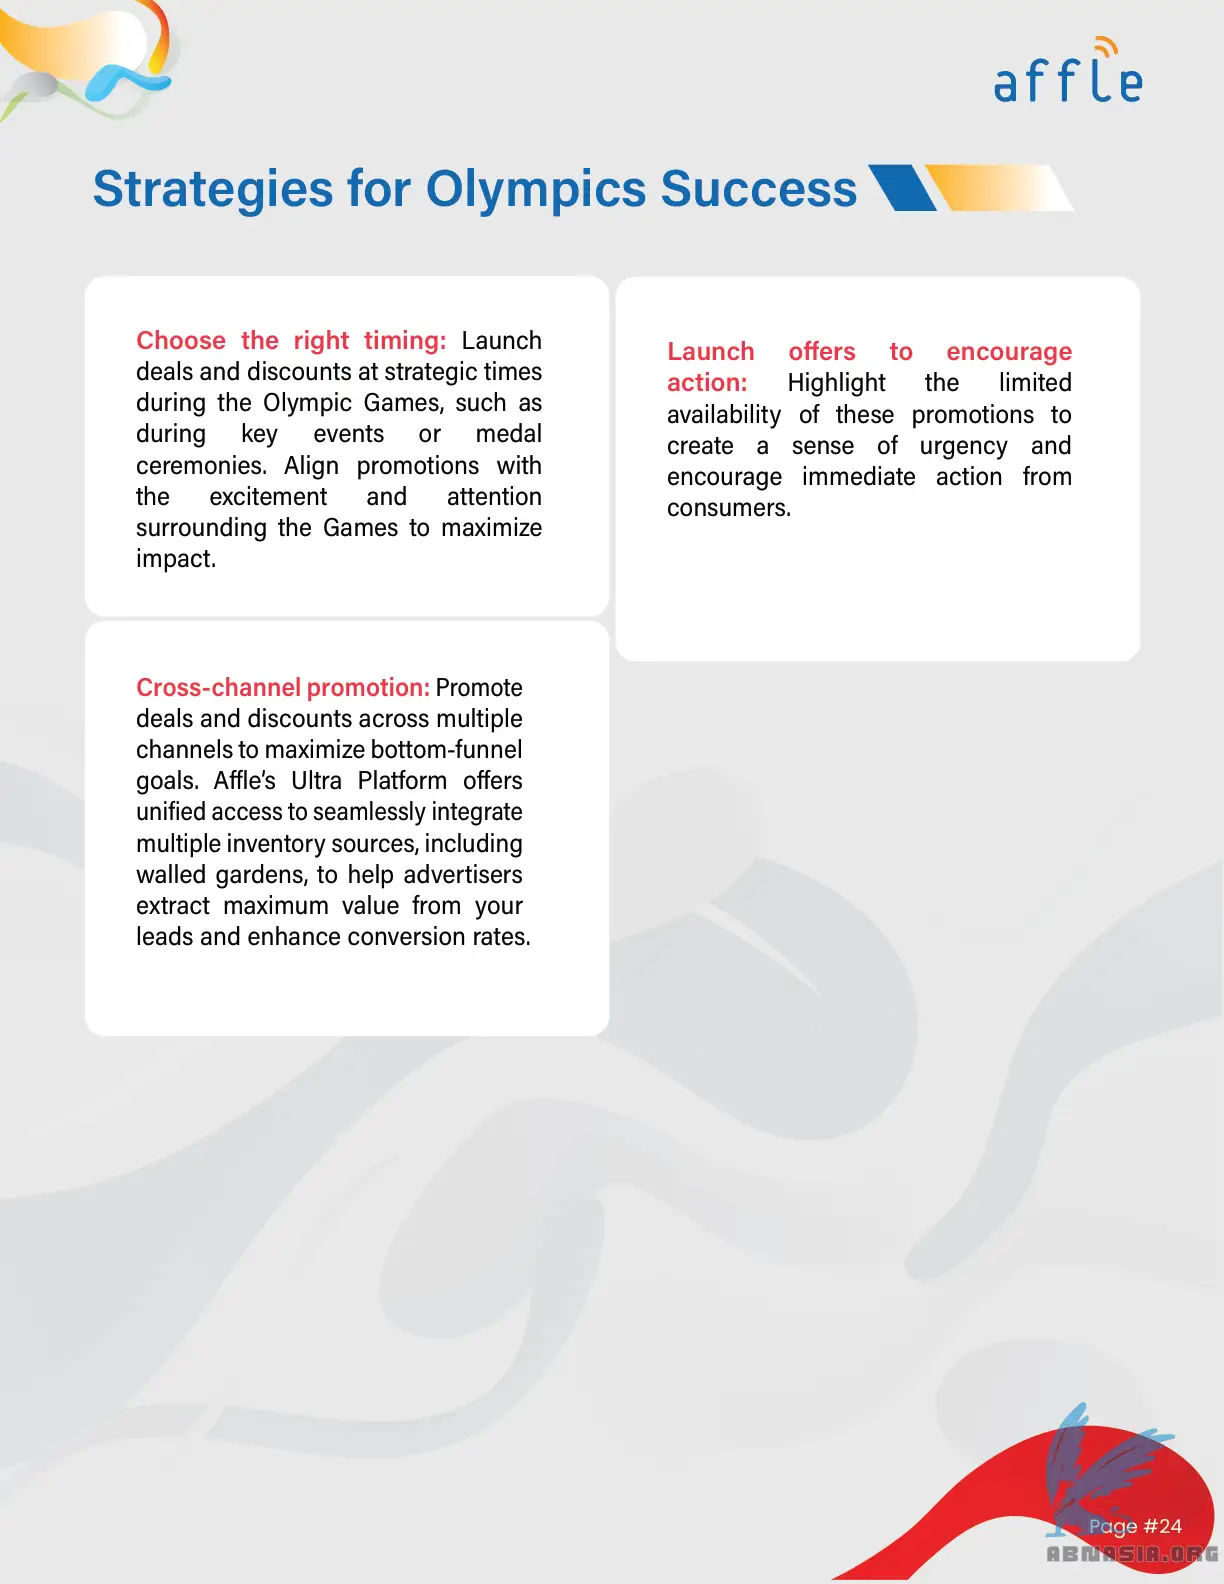 affle
Strategies for Olympics Success
Choose the right timing: Launch
deals and discounts at strategic times
during the Olympic Games, such as
during key events or medal
ceremonies. Align promotions with
the excitement and attention
surrounding the Games to maximize
impact.
Launch offers to encourage
action: Highlight the limited
availability of these promotions to
create a sense of urgency and
encourage immediate action from
consumers.
Cross-channel promotion: Promote
deals and discounts across multiple
channels to maximize bottom-funnel
goals. Affle's Ultra Platform offers
unified access to seamlessly integrate
multiple inventory sources, including
walled gardens, to help advertisers
extract maximum value from your
leads and enhance conversion rates.
Page #24
ABNASIA.ORG